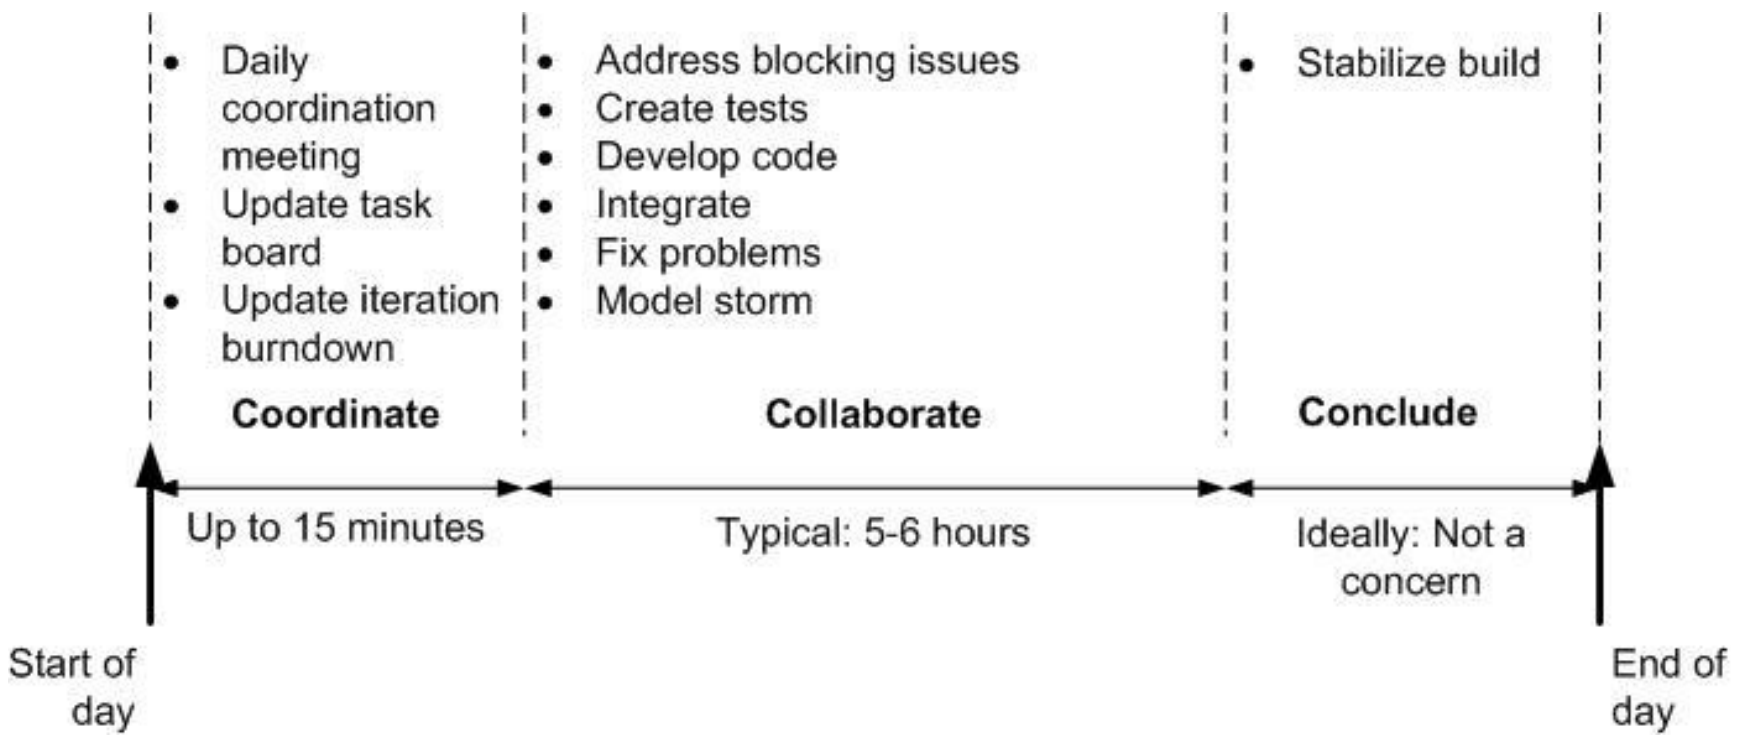 • Daily
coordination
meeting
• Update task
board
• Update iteration
burndown
Coordinate
Up to 15 minutes
• Address blocking issues
• Create tests
• Develop code
• Integrate
• Fix problems
• Model storm
Collaborate
Typical: 5-6 hours
• Stabilize build
Conclude
Ideally: Not a
concern
Start of
day
End of
day